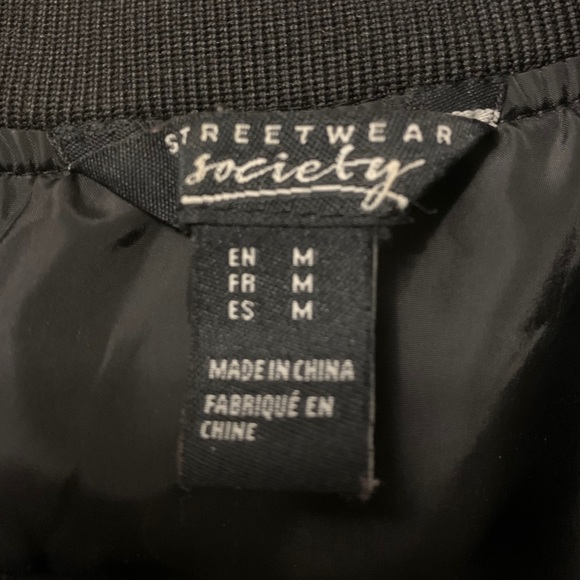 STREETWEAR
society
EN M
FR M
ES M
MADE IN CHINA
FABRIQUÉ EN
CHINE